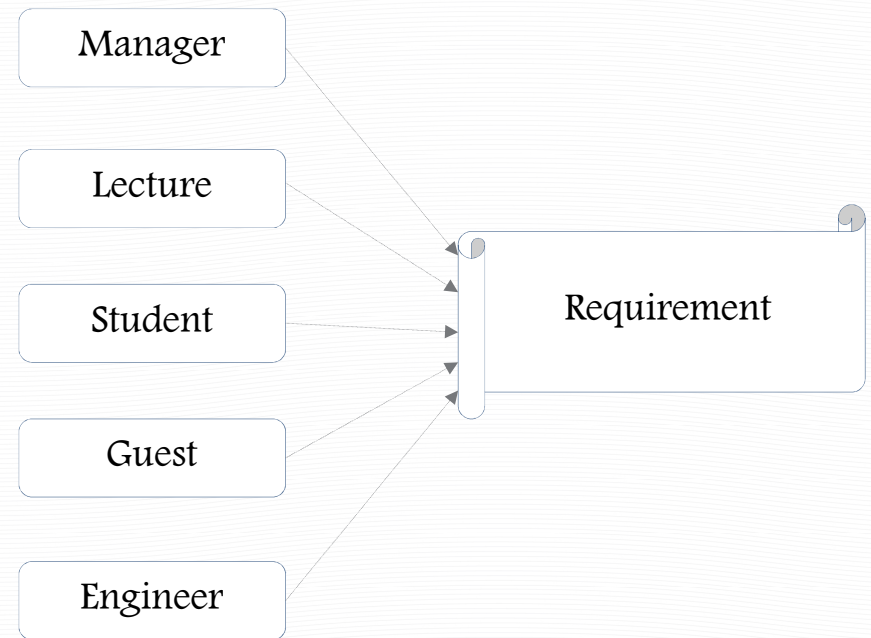 Manager
Lecture
Student
Guest
Engineer
Requirement